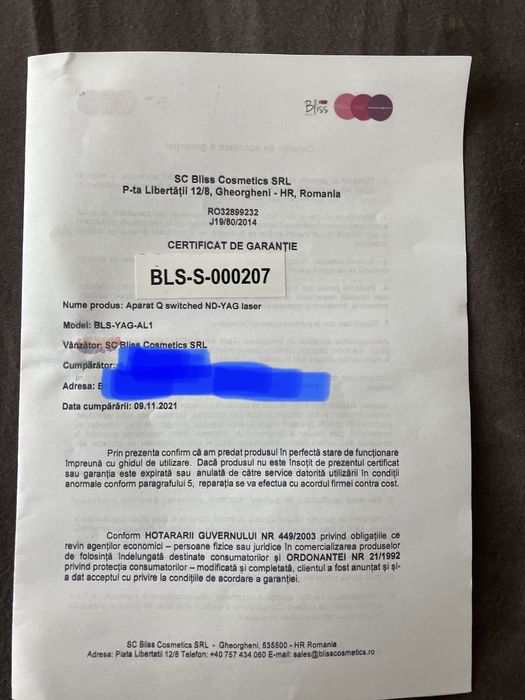 Bliss
SC Bliss Cosmetics SRL
P-ta Libertății 12/8, Gheorgheni - HR, Romania
RO32899232
J19/80/2014
CERTIFICAT DE GARANȚIE
BLS-S-000207
Nume produs: Aparat Q switched ND-YAG laser
Model: BLS-YAG-AL1
Vânzător: SC Bliss Cosmetics SRL
Cumpărător:
Adresa: B
Data cumpărării: 09.11.2021
Prin prezenta confirm că am predat produsul în perfectă stare de funcționare
împreună cu ghidul de utilizare. Dacă produsul nu este însoțit de prezentul certificat
sau garanția este expirată sau anulată de către service datorită utilizării în condiții
anormale conform paragrafului 5, reparația se va efectua cu acordul firmei contra cost.
Conform HOTARARII GUVERNULUI NR 449/2003 privind obligațiile ce
revin agenților economici – persoane fizice sau juridice în comercializarea produselor
de folosință îndelungată destinate consumatorilor și ORDONANTEI NR 21/1992
privind protecția consumatorilor – modificată și completată, clientul a fost anunțat și și-
a dat acceptul cu privire la condițiile de acordare a garanției.
SC Bliss Cosmetics SRL - Gheorgheni, 535500 - HR Romania
Adresa: Piata Libertatii 12/8 Telefon: +40 757 434 060 E-mail: sales@blisscosmetics.ro